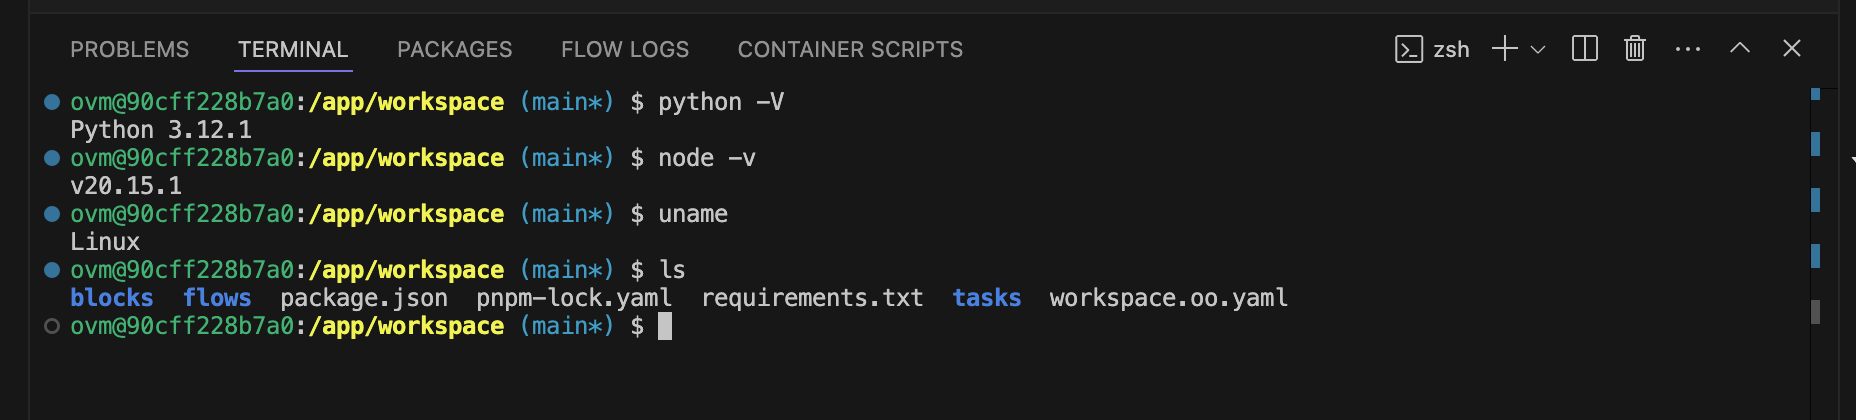 PROBLEMS TERMINAL PACKAGES FLOW LOGS CONTAINER SCRIPTS zsh
ovm@90cff228b7a0:/app/workspace (main*) $ python -V
Python 3.12.1
ovm@90cff228b7a0:/app/workspace (main*) $ node -v
v20.15.1
ovm@90cff228b7a0:/app/workspace (main*) $ uname
Linux
ovm@90cff228b7a0:/app/workspace (main*) $ ls
blocks flows package.json pnpm-lock.yaml requirements.txt tasks workspace.oo.yaml
ovm@90cff228b7a0:/app/workspace (main*) $